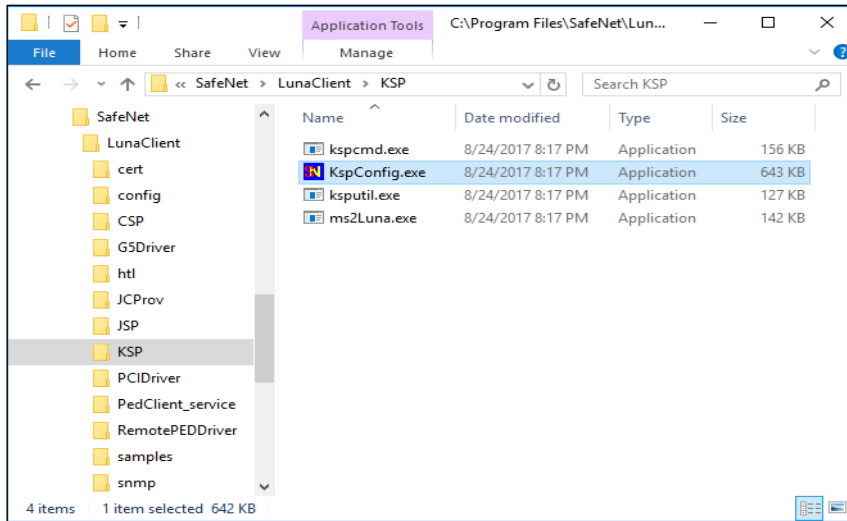 Application Tools C:\Program Files\SafeNet\Lun...
File Home Share View Manage
« SafeNet > LunaClient > KSP Search KSP
SafeNet
LunaClient
cert
config
CSP
G5Driver
htl
JCProv
JSP
KSP
PCIDriver
PedClient_service
RemotePEDDriver
samples
snmp
Name Date modified Type Size
kspcmd.exe 8/24/2017 8:17 PM Application 156 KB
KspConfig.exe 8/24/2017 8:17 PM Application 643 KB
ksputil.exe 8/24/2017 8:17 PM Application 127 KB
ms2Luna.exe 8/24/2017 8:17 PM Application 142 KB
4 items 1 item selected 642 KB